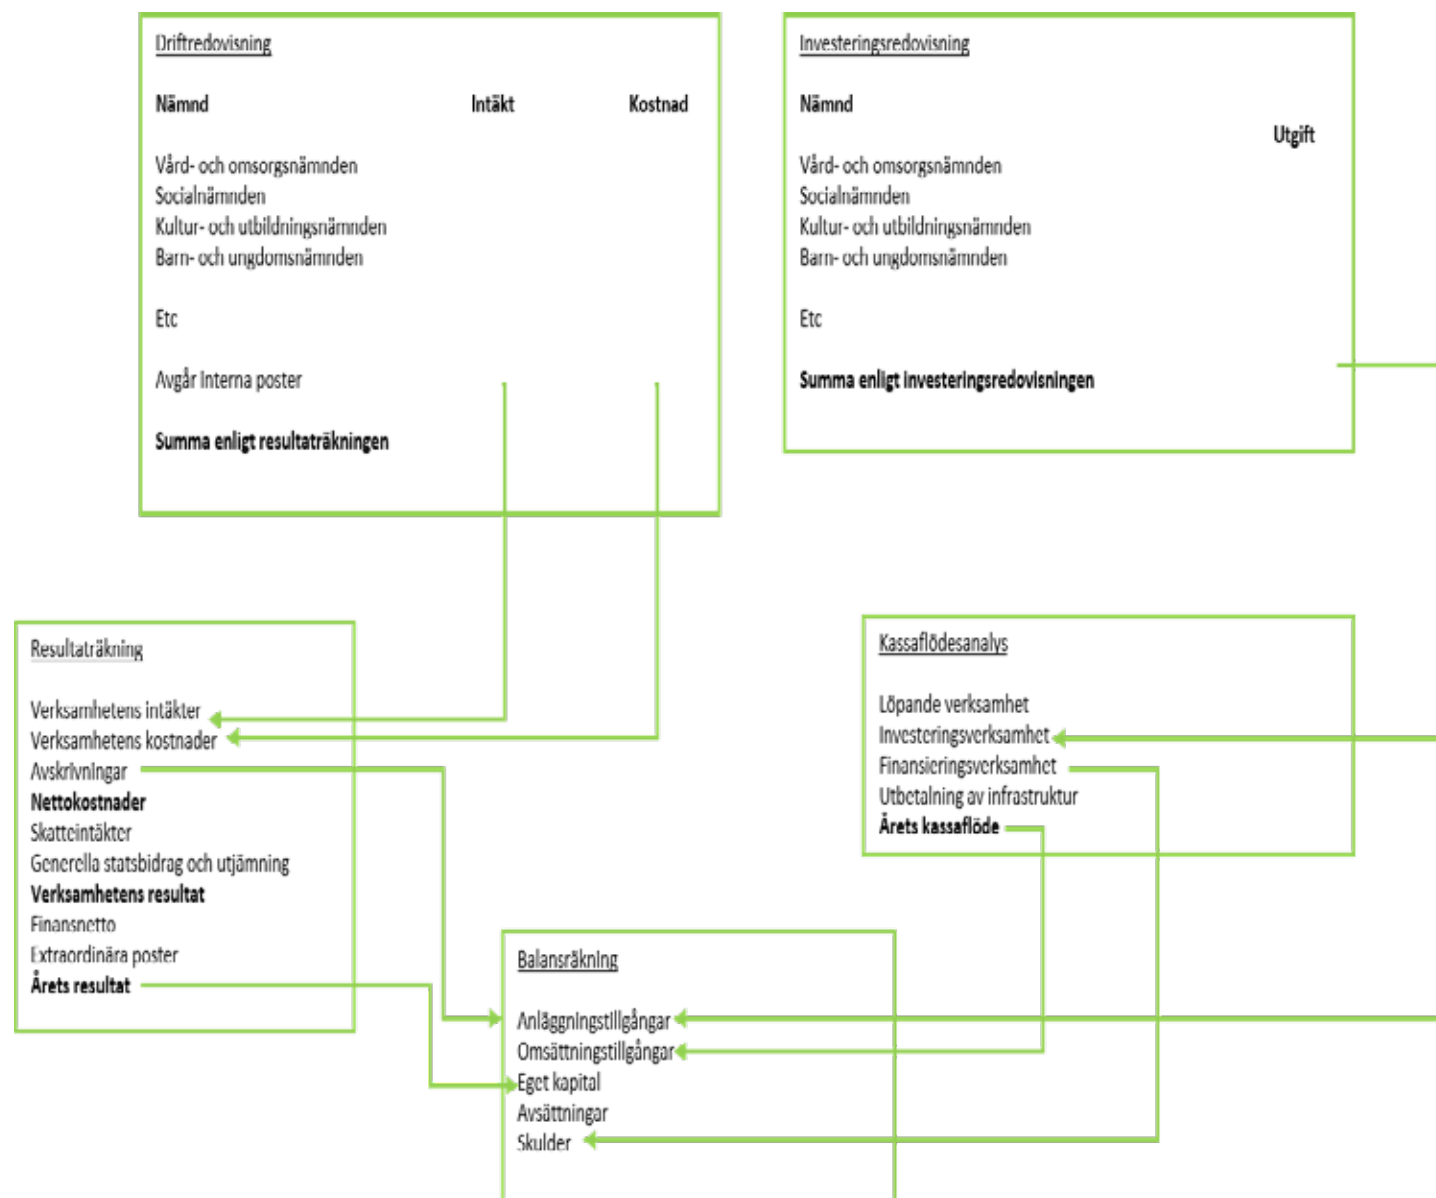 Driftredovisning
Nämnd Intäkt Kostnad
Vård- och omsorgsnämnden
Socialnämnden
Kultur- och utbildningsnämnden
Barn- och ungdomsnämnden
Etc
Avgår interna poster
Summa enligt resultaträkningen
Investeringsredovisning
Nämnd
Utgift
Vård- och omsorgsnämnden
Socialnämnden
Kultur- och utbildningsnämnden
Barn- och ungdomsnämnden
Etc
Summa enligt investeringsredovisningen
Resultaträkning
Verksamhetens intäkter
Verksamhetens kostnader
Avskrivningar
Nettokostnader
Skatteintäkter
Generella statsbidrag och utjämning
Verksamhetens resultat
Finansnetto
Extraordinära poster
Årets resultat
Kassaflödesanalys
Löpande verksamhet
Investeringsverksamhet
Finansieringsverksamhet
Utbetalning av infrastruktur
Årets kassaflöde
Balansräkning
Anläggningstillgångar
Omsättningstillgångar
Eget kapital
Avsättningar
Skulder